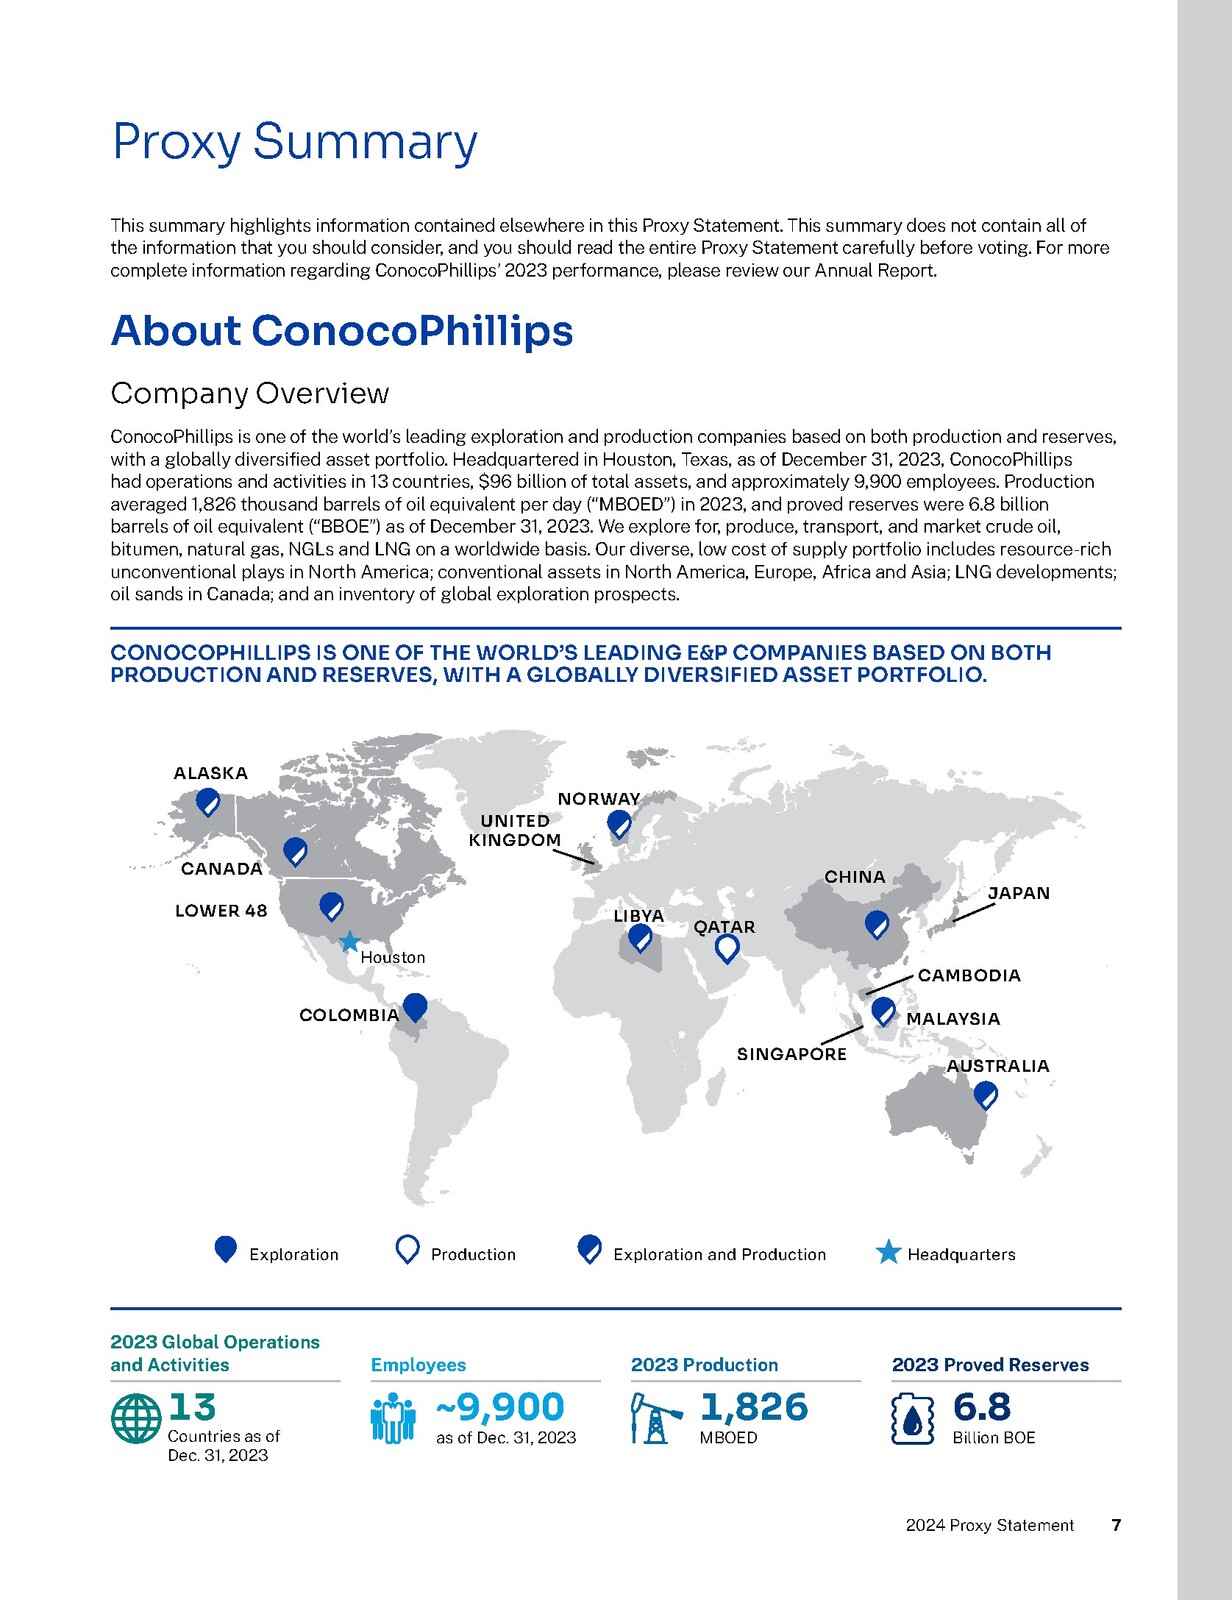 Proxy Summary
This summary highlights information contained elsewhere in this Proxy Statement. This summary does not contain all of
the information that you should consider, and you should read the entire Proxy Statement carefully before voting. For more
complete information regarding ConocoPhillips’ 2023 performance, please review our Annual Report.
About ConocoPhillips
Company Overview
ConocoPhillips is one of the world’s leading exploration and production companies based on both production and reserves,
with a globally diversified asset portfolio. Headquartered in Houston, Texas, as of December 31, 2023, ConocoPhillips
had operations and activities in 13 countries, $96 billion of total assets, and approximately 9,900 employees. Production
averaged 1,826 thousand barrels of oil equivalent per day (“MBOED”) in 2023, and proved reserves were 6.8 billion
barrels of oil equivalent (“BBOE”) as of December 31, 2023. We explore for, produce, transport, and market crude oil,
bitumen, natural gas, NGLs and LNG on a worldwide basis. Our diverse, low cost of supply portfolio includes resource-rich
unconventional plays in North America; conventional assets in North America, Europe, Africa and Asia; LNG developments;
oil sands in Canada; and an inventory of global exploration prospects.
CONOCOPHILLIPS IS ONE OF THE WORLD’S LEADING E&P COMPANIES BASED ON BOTH
PRODUCTION AND RESERVES, WITH A GLOBALLY DIVERSIFIED ASSET PORTFOLIO.
ALASKA
NORWAY
UNITED
KINGDOM
CANADA
CHINA
JAPAN
LOWER 48
LIBYA
QATAR
Houston
CAMBODIA
COLOMBIA
MALAYSIA
SINGAPORE
AUSTRALIA
Exploration
Production
Exploration and Production
Headquarters
2023 Global Operations
and Activities
13
Countries as of
Dec. 31, 2023
Employees
~9,900
as of Dec. 31, 2023
2023 Production
1,826
MBOED
2023 Proved Reserves
6.8
Billion BOE
2024 Proxy Statement 7